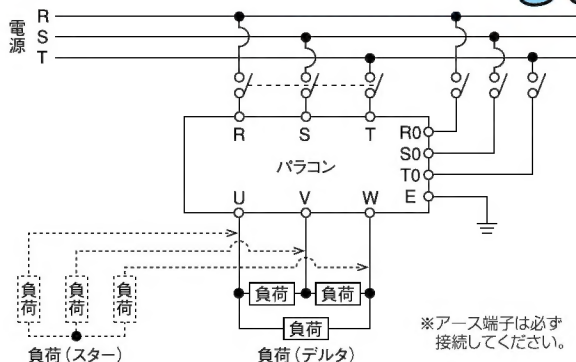 電源
R
S
T
R S T
パラコン
R0
S0
T0
E
U V W
負荷 負荷 負荷
負荷 負荷
負荷
負荷(スター)
負荷(デルタ)
※アース端子は必ず
接続してください。